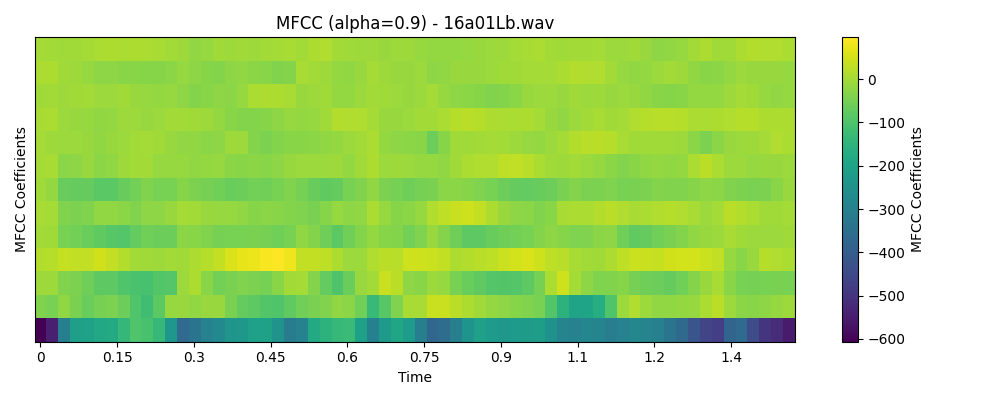 MFCC (alpha=0.9) - 16a01Lb.wav
MFCC Coefficients
0 0.15 0.3 0.45 0.6 0.75 0.9 1.1 1.2 1.4
Time
0
−100
−200
−300
−400
−500
−600
MFCC Coefficients